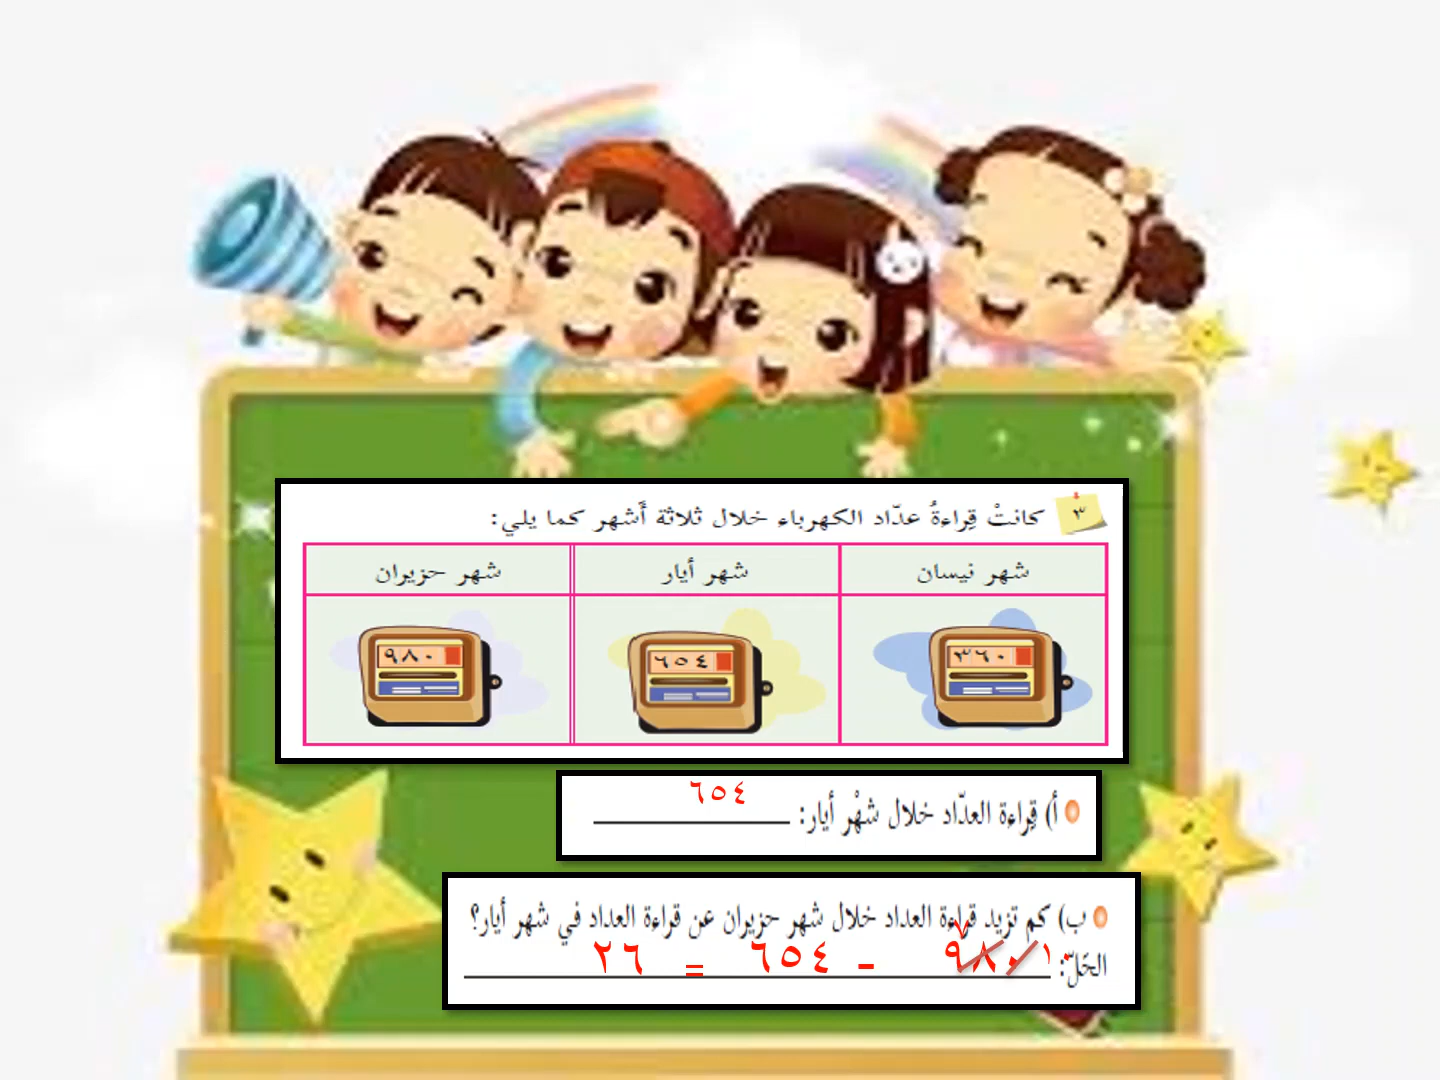 ٣ كانتْ قِراءةُ عدّاد الكهرباء خلال ثلاثة أشهر كما يلي:
شهر نيسان شهر أيار شهر حزيران
٣٦٠ ٦٥٤ ٩٨٠
أ) قِراءة العدّاد خلال شهْر أيار: ٦٥٤
ب) كم تزيد قراءة العداد خلال شهر حزيران عن قراءة العداد في شهر أيار؟
٧ ١٠
الحَلّ: ٩٨٠ - ٦٥٤ = ٢٦